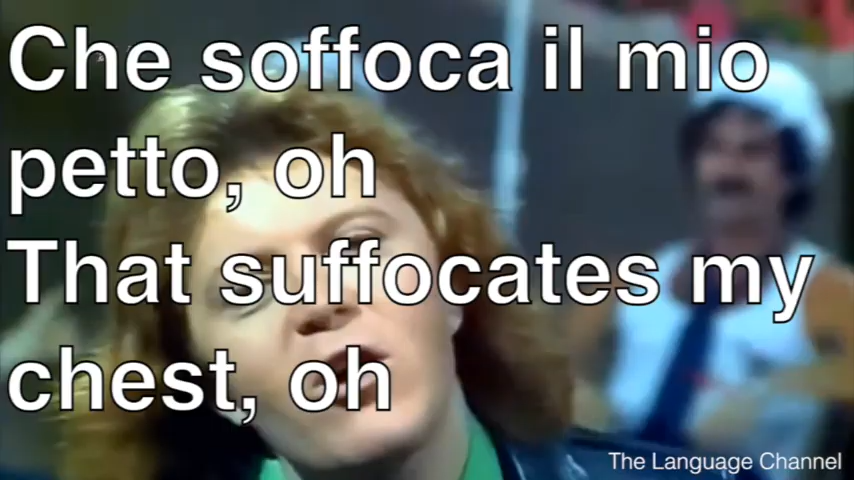 Che soffoca il mio
petto, oh
That suffocates my
chest, oh
The Language Channel